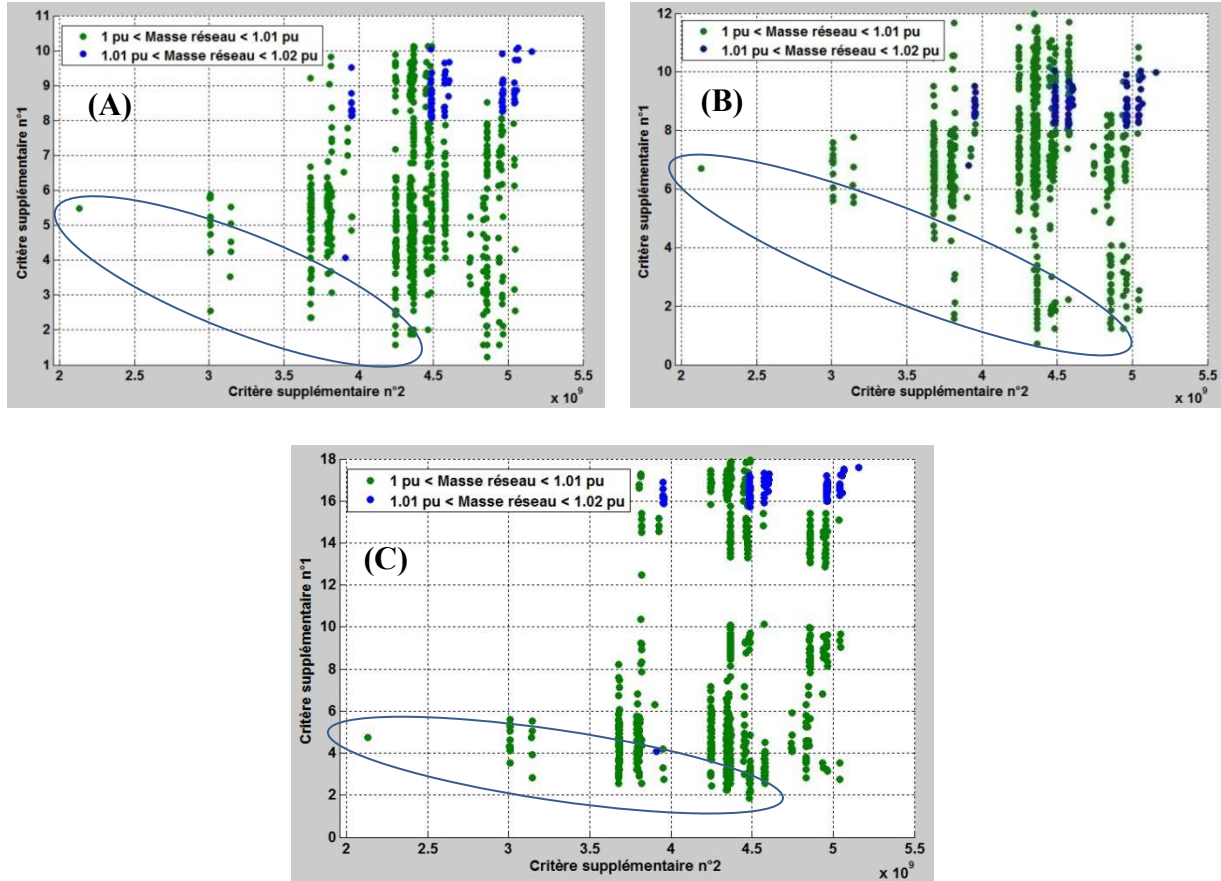 11
10
9
8
7
6
5
4
3
2
1
Critère supplémentaire n°1
1 pu < Masse réseau < 1.01 pu
1.01 pu < Masse réseau < 1.02 pu
(A)
2 2.5 3 3.5 4 4.5 5 5.5
Critère supplémentaire n°2
x 10^9
12
10
8
6
4
2
0
Critère supplémentaire n°1
1 pu < Masse réseau < 1.01 pu
1.01 pu < Masse réseau < 1.02 pu
(B)
2 2.5 3 3.5 4 4.5 5 5.5
Critère supplémentaire n°2
x 10^9
18
16
14
12
10
8
6
4
2
0
Critère supplémentaire n°1
1 pu < Masse réseau < 1.01 pu
1.01 pu < Masse réseau < 1.02 pu
(C)
2 2.5 3 3.5 4 4.5 5 5.5
Critère supplémentaire n°2
x 10^9